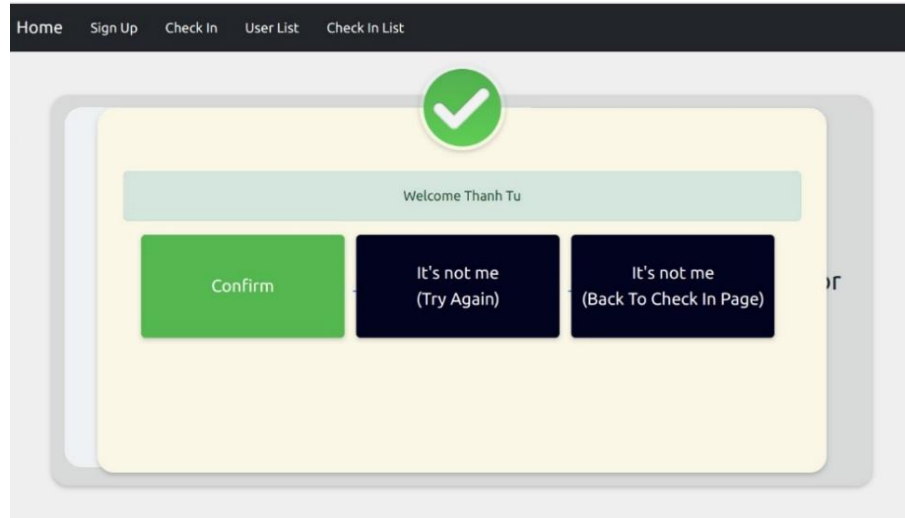 Home Sign Up Check In User List Check In List
Welcome Thanh Tu
Confirm
It's not me
(Try Again)
It's not me
(Back To Check In Page)